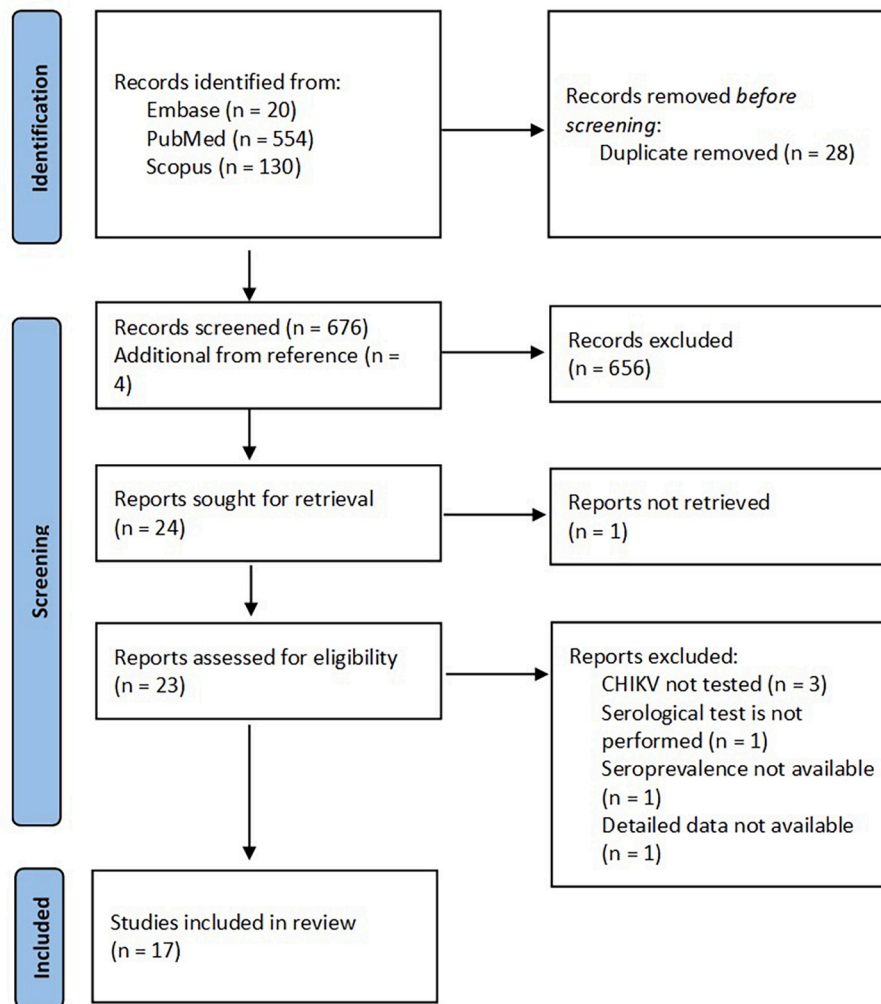 Identification
Records identified from:
Embase (n = 20)
PubMed (n = 554)
Scopus (n = 130)
Records removed before
screening:
Duplicate removed (n = 28)
Screening
Records screened (n = 676)
Additional from reference (n =
4)
Records excluded
(n = 656)
Reports sought for retrieval
(n = 24)
Reports not retrieved
(n = 1)
Reports assessed for eligibility
(n = 23)
Reports excluded:
CHIKV not tested (n = 3)
Serological test is not
performed (n = 1)
Seroprevalence not available
(n = 1)
Detailed data not available
(n = 1)
Included
Studies included in review
(n = 17)